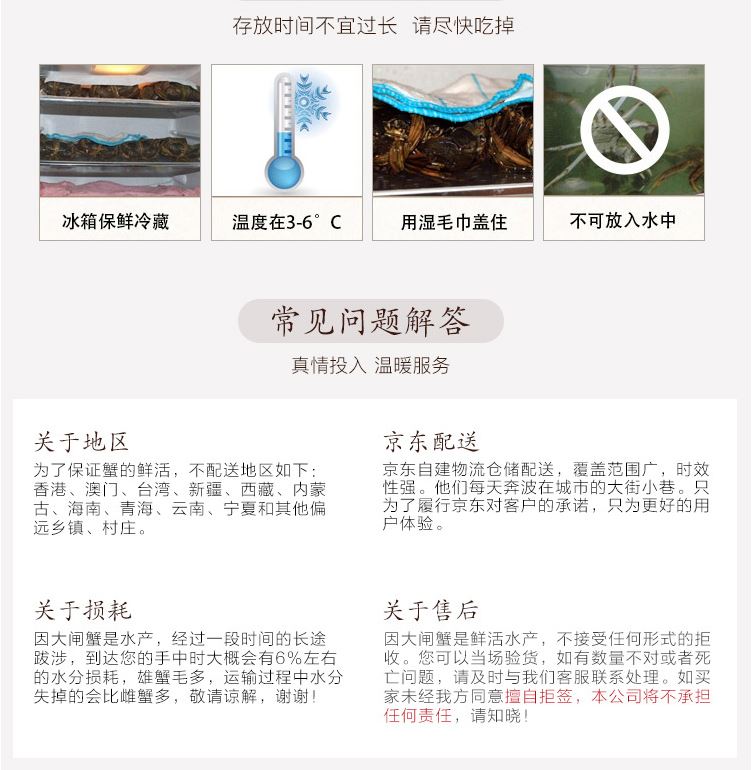 存放时间不宜过长 请尽快吃掉
冰箱保鲜冷藏
温度在3-6°C
用湿毛巾盖住
不可放入水中
常见问题解答
真情投入 温暖服务
关于地区
为了保证蟹的鲜活，不配送地区如下：
香港、澳门、台湾、新疆、西藏、内蒙
古、海南、青海、云南、宁夏和其他偏
远乡镇、村庄。
京东配送
京东自建物流仓储配送，覆盖范围广，时效
性强。他们每天奔波在城市的大街小巷。只
为了履行京东对客户的承诺，只为更好的用
户体验。
关于损耗
因大闸蟹是水产，经过一段时间的长途
跋涉，到达您的手中时大概会有6%左右
的水分损耗，雄蟹毛多，运输过程中水分
失掉的会比雌蟹多，敬请谅解，谢谢！
关于售后
因大闸蟹是鲜活水产，不接受任何形式的拒
收。您可以当场验货，如有数量不对或者死
亡问题，请及时与我们客服联系处理。如买
家未经我方同意擅自拒签，本公司将不承担
任何责任，请知晓！